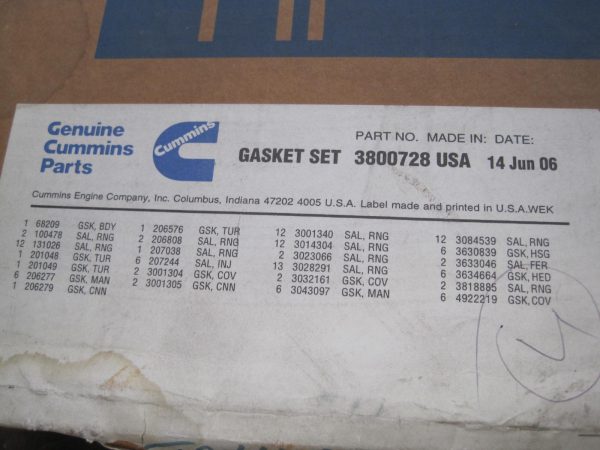 Genuine
Cummins
Parts
Cummins
PART NO. MADE IN: DATE:
GASKET SET 3800728 USA 14 Jun 06
Cummins Engine Company, Inc. Columbus, Indiana 47202 4005 U.S.A. Label made and printed in U.S.A. WEK
1 68209 GSK, BDY
2 100478 SAL, RNG
12 131026 SAL, RNG
1 201048 GSK, TUR
1 201049 GSK, TUR
6 206277 GSK, MAN
1 206279 GSK, CNN
1 206576 GSK, TUR
2 206808 SAL, RNG
1 207038 SAL, RNG
6 207244 SAL, INJ
2 3001304 GSK, COV
2 3001305 GSK, CNN
12 3001340 SAL, RNG
12 3014304 SAL, RNG
2 3023066 SAL, RNG
13 3028291 SAL, RNG
2 3032161 GSK, COV
6 3043097 GSK, MAN
12 3084539 SAL, RNG
6 3630839 GSK, HSG
2 3633046 SAL, FER
6 3634664 GSK, HED
2 3818885 SAL, RNG
6 4922219 GSK, COV